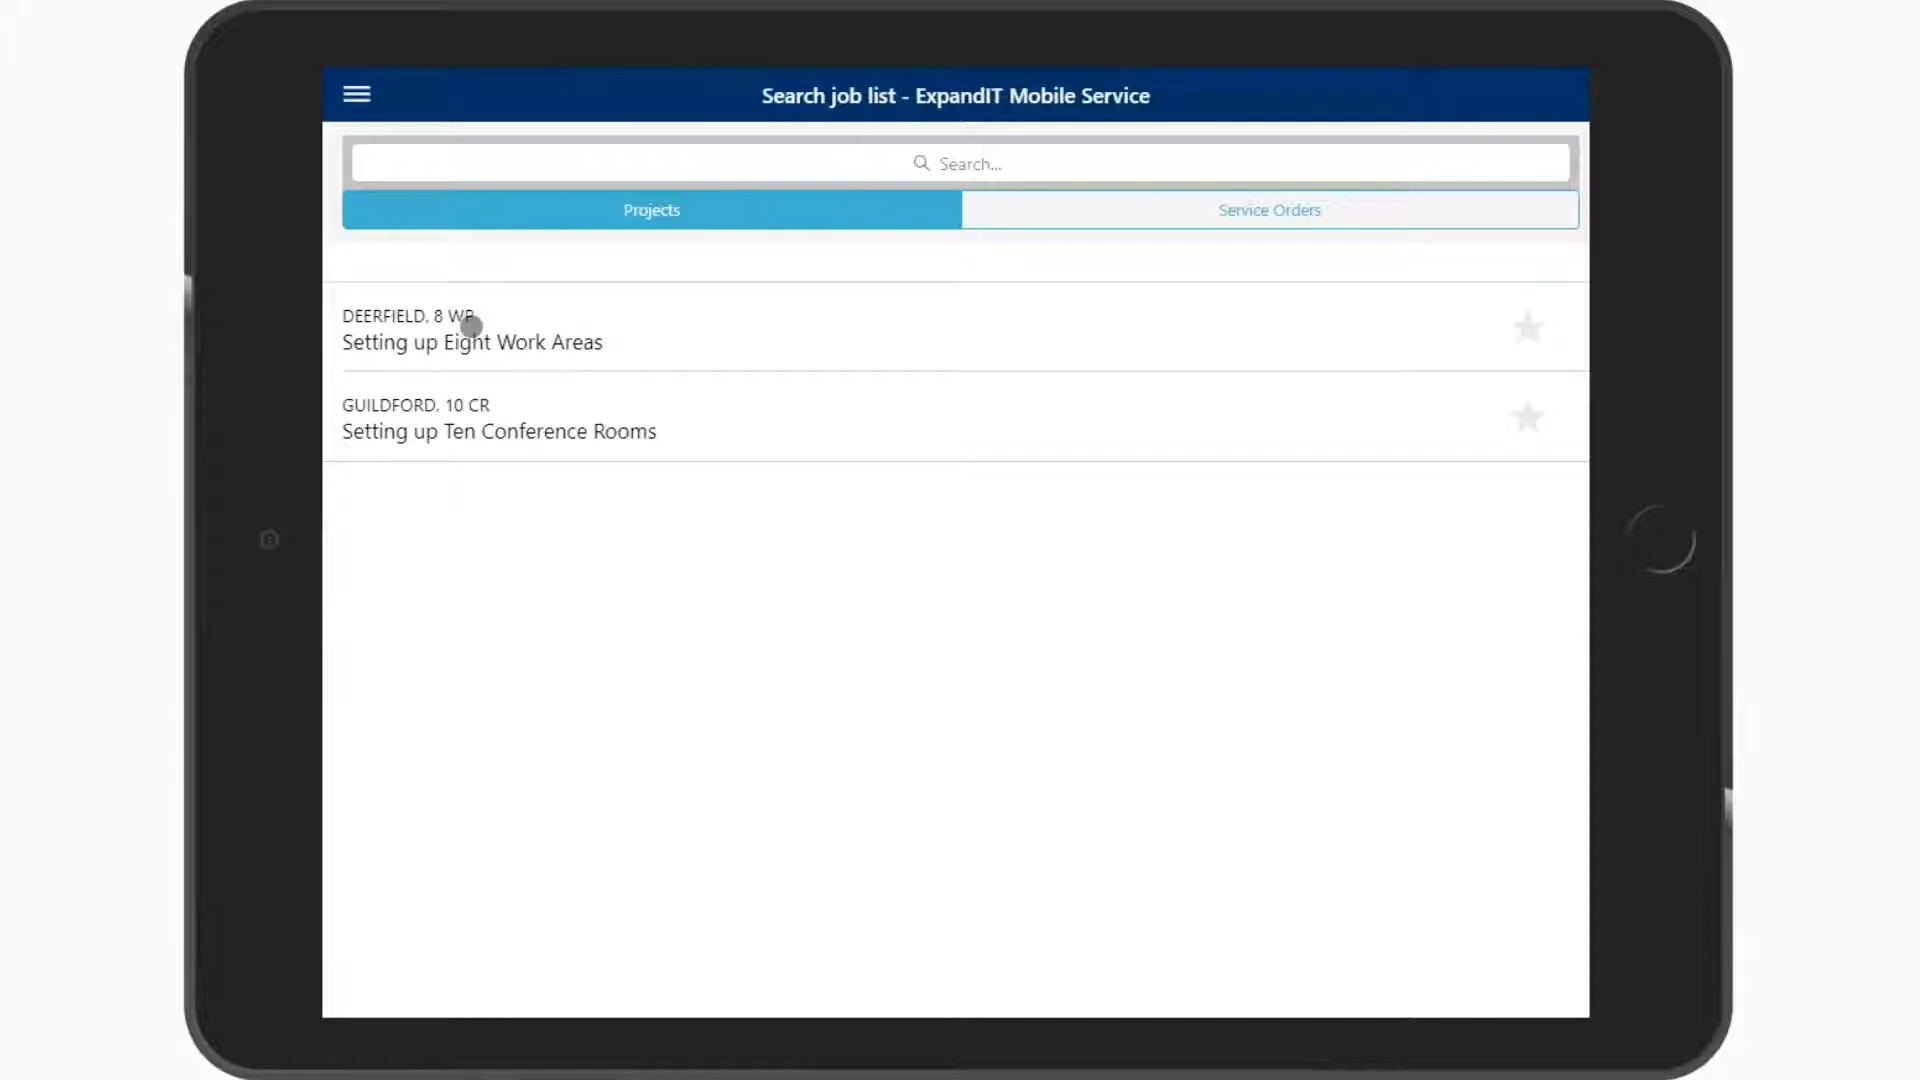 Search job list - ExpandIT Mobile Service
Search...
Projects
Service Orders
DEERFIELD, 8 WP
Setting up Eight Work Areas
GUILDFORD, 10 CR
Setting up Ten Conference Rooms